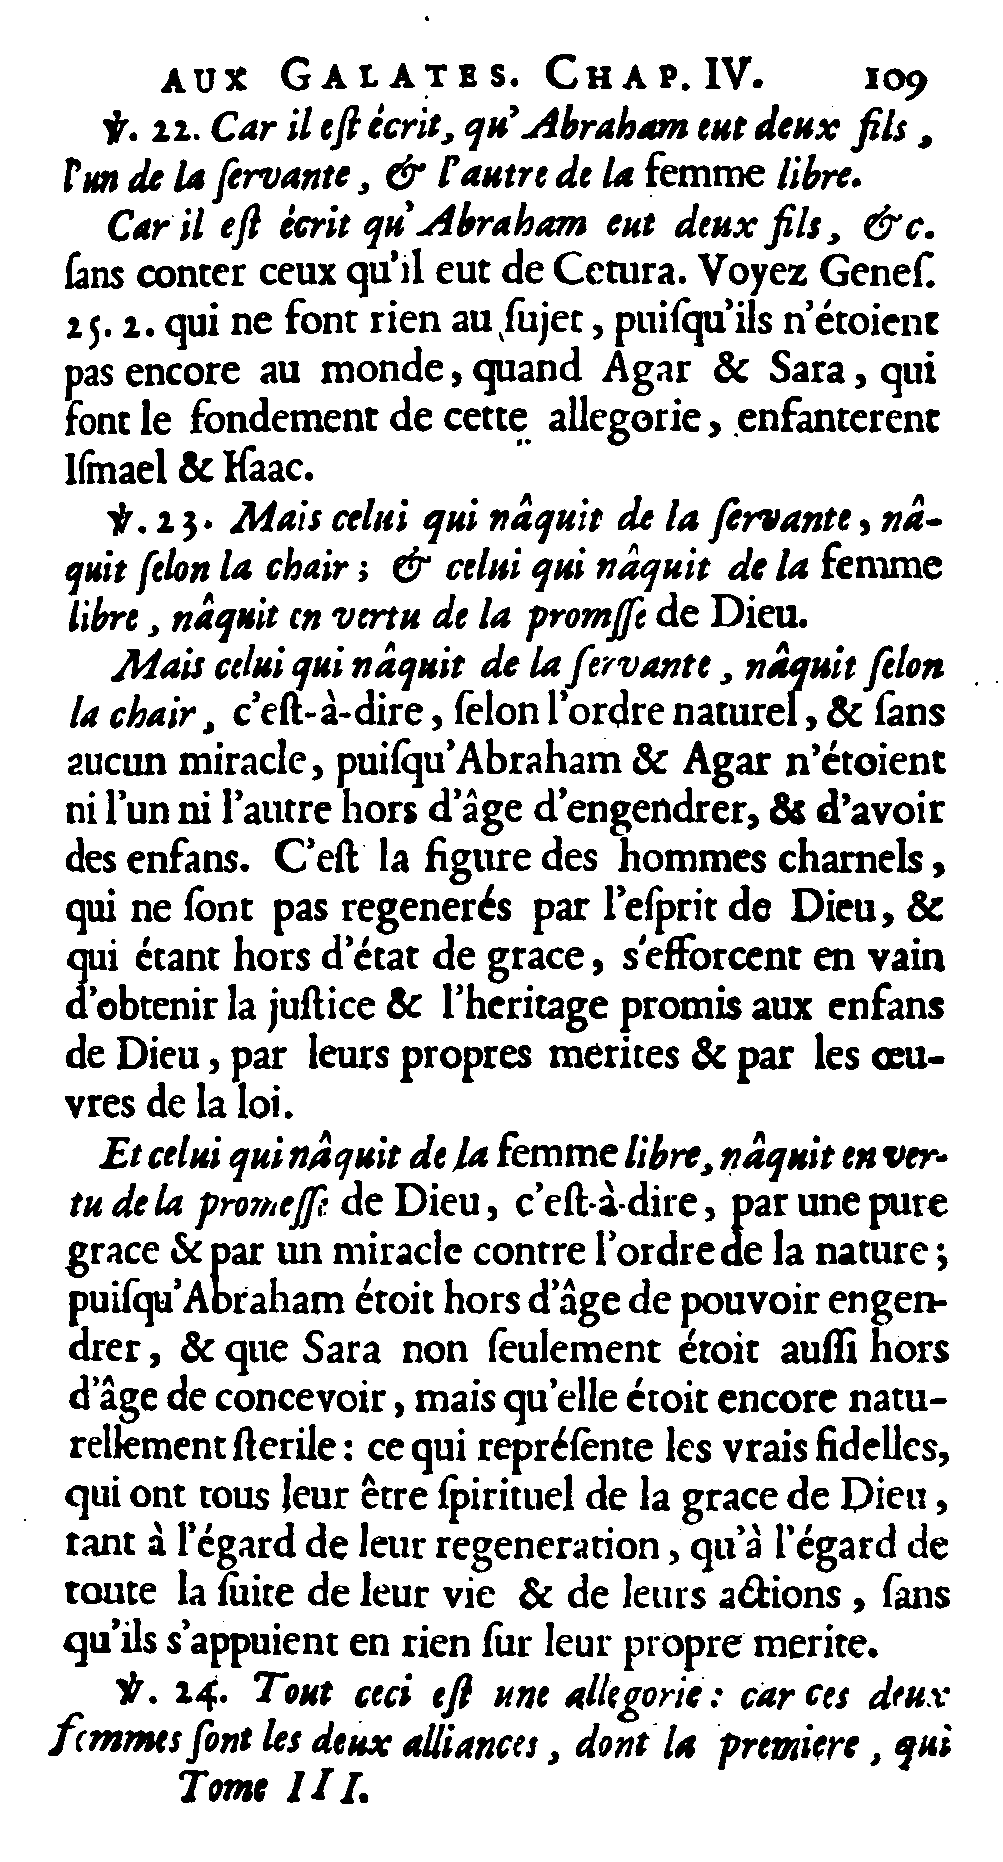 AUX GALATES. CHAP. IV. 109
℣. 22. Car il eſt écrit, qu'Abraham eut deux fils,
l'un de la ſervante, & l'autre de la femme libre.
Car il eſt écrit qu'Abraham eut deux fils, &c.
ſans conter ceux qu'il eut de Cetura. Voyez Geneſ.
25. 2. qui ne font rien au ſujet, puiſqu'ils n'étoient
pas encore au monde, quand Agar & Sara, qui
font le fondement de cette allegorie, enfanterent
Iſmael & Iſaac.
℣. 23. Mais celui qui nâquit de la ſervante, nâ-
quit ſelon la chair; & celui qui nâquit de la femme
libre, nâquit en vertu de la promſſe de Dieu.
Mais celui qui nâquit de la ſervante, nâquit ſelon
la chair, c'eſt-à-dire, ſelon l'ordre naturel, & ſans
aucun miracle, puiſqu'Abraham & Agar n'étoient
ni l'un ni l'autre hors d'âge d'engendrer, & d'avoir
des enfans. C'eſt la figure des hommes charnels,
qui ne ſont pas regenerés par l'eſprit de Dieu, &
qui étant hors d'état de grace, s'efforcent en vain
d'obtenir la juſtice & l'heritage promis aux enfans
de Dieu, par leurs propres merites & par les œu-
vres de la loi.
Et celui qui nâquit de la femme libre, nâquit en ver-
tu de la promeſſe de Dieu, c'eſt-à-dire, par une pure
grace & par un miracle contre l'ordre de la nature;
puiſqu'Abraham étoit hors d'âge de pouvoir engen-
drer, & que Sara non ſeulement étoit auſſi hors
d'âge de concevoir, mais qu'elle étoit encore natu-
rellement ſterile: ce qui repréſente les vrais fidelles,
qui ont tous leur être ſpirituel de la grace de Dieu,
tant à l'égard de leur regeneration, qu'à l'égard de
toute la ſuite de leur vie & de leurs actions, ſans
qu'ils s'appuient en rien ſur leur propre merite.
℣. 24. Tout ceci eſt une allegorie: car ces deux
femmes ſont les deux alliances, dont la premiere, qui
Tome III.